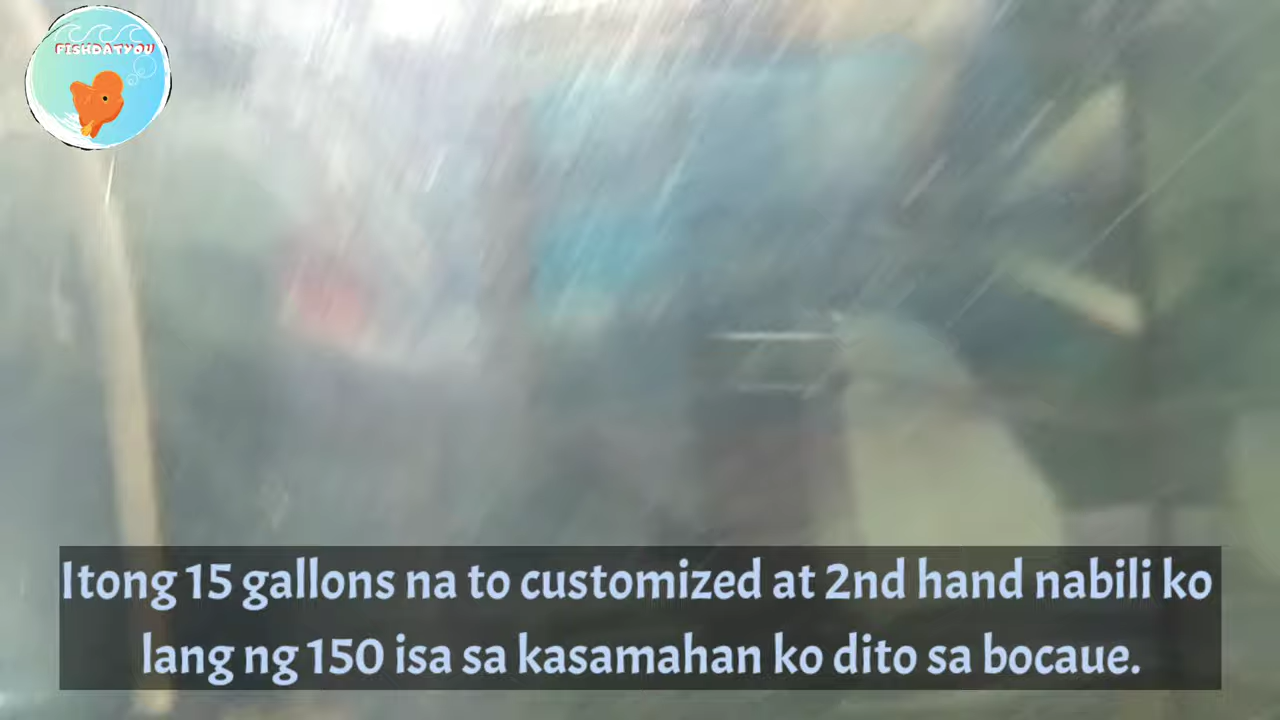 FISHDATYOU
Itong 15 gallons na to customized at 2nd hand nabili ko
lang ng 150 isa sa kasamahan ko dito sa bocaue.